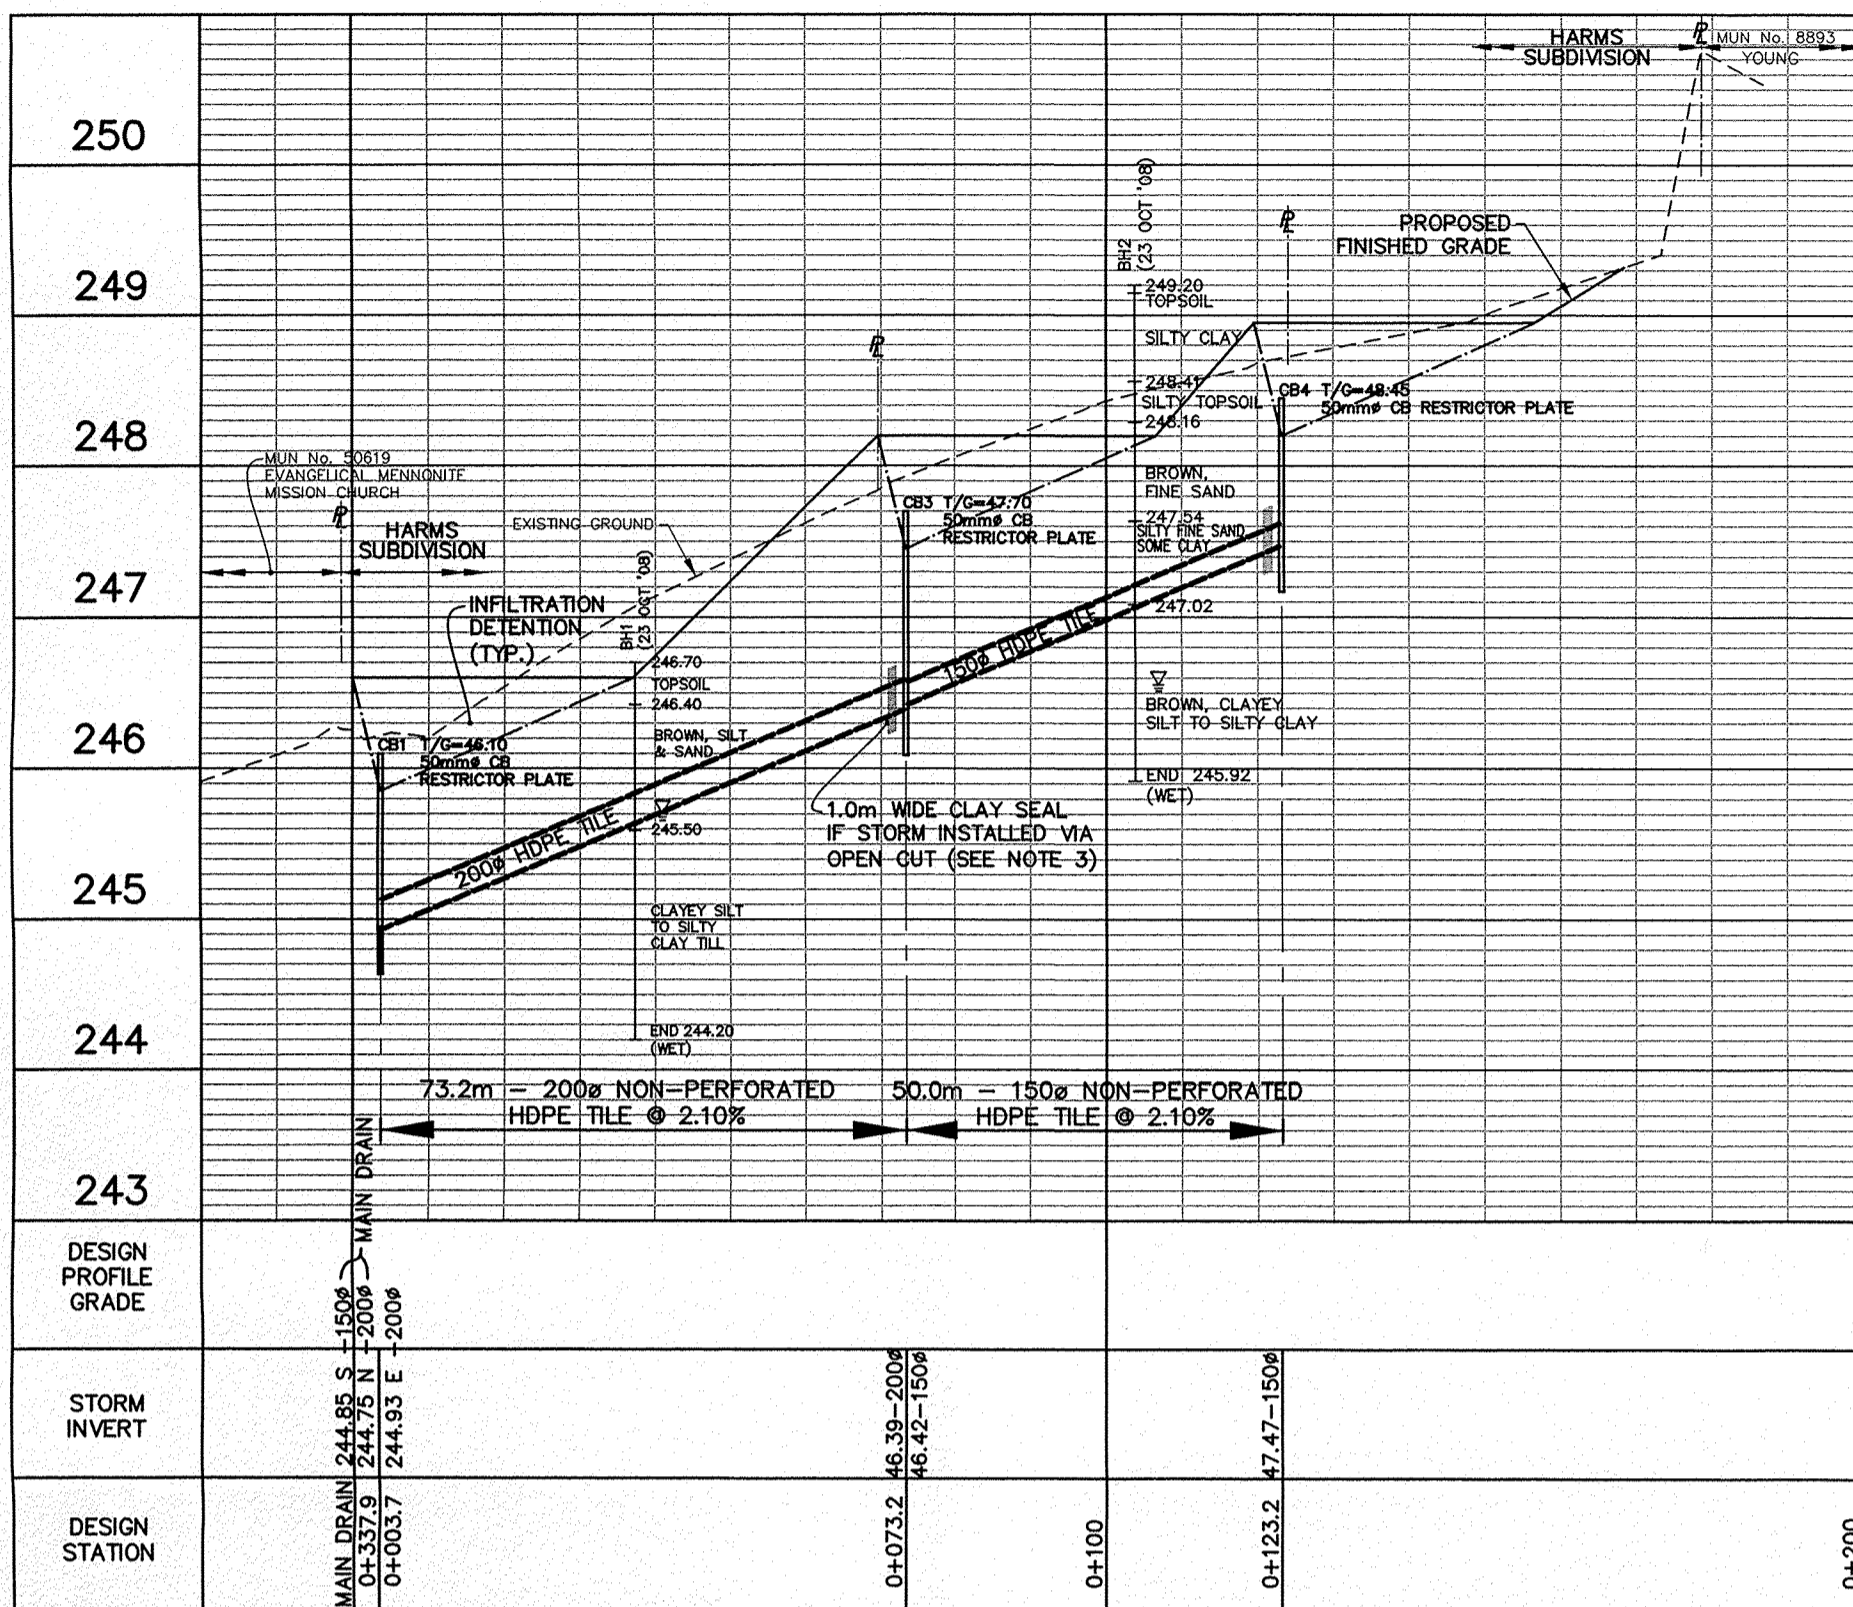 HARMS
SUBDIVISION
MUN No. 8893
YOUNG
250
249
248
247
246
245
244
243
BH2
(23 OCT '08)
249.20
TOPSOIL
SILTY CLAY
248.41
SILTY TOPSOIL
248.16
BROWN,
FINE SAND
247.54
SILTY FINE SAND
SOME CLAY
247.02
BROWN, CLAYEY
SILT TO SILTY CLAY
END 245.92
(WET)
PROPOSED
FINISHED GRADE
CB4 T/G=48.45
50mmø CB RESTRICTOR PLATE
MUN No. 50619
EVANGELICAL MENNONITE
MISSION CHURCH
HARMS
SUBDIVISION
EXISTING GROUND
CB3 T/G=47.70
50mmø CB
RESTRICTOR PLATE
INFILTRATION
DETENTION
(TYP.)
BH1
(23 OCT '08)
246.70
TOPSOIL
246.40
BROWN, SILT
& SAND
245.50
CLAYEY SILT
TO SILTY
CLAY TILL
END 244.20
(WET)
CB1 T/G=46.10
50mmø CB
RESTRICTOR PLATE
150ø HDPE TILE
200ø HDPE TILE
1.0m WIDE CLAY SEAL
IF STORM INSTALLED VIA
OPEN CUT (SEE NOTE 3)
73.2m – 200ø NON–PERFORATED
HDPE TILE @ 2.10%
50.0m – 150ø NON–PERFORATED
HDPE TILE @ 2.10%
DESIGN
PROFILE
GRADE
STORM
INVERT
DESIGN
STATION
MAIN DRAIN
MAIN DRAIN 244.85 S –150ø
0+337.9 244.75 N –200ø
0+003.7 244.93 E –200ø
46.39–200ø
46.42–150ø
47.47–150ø
0+073.2
0+100
0+123.2
0+200